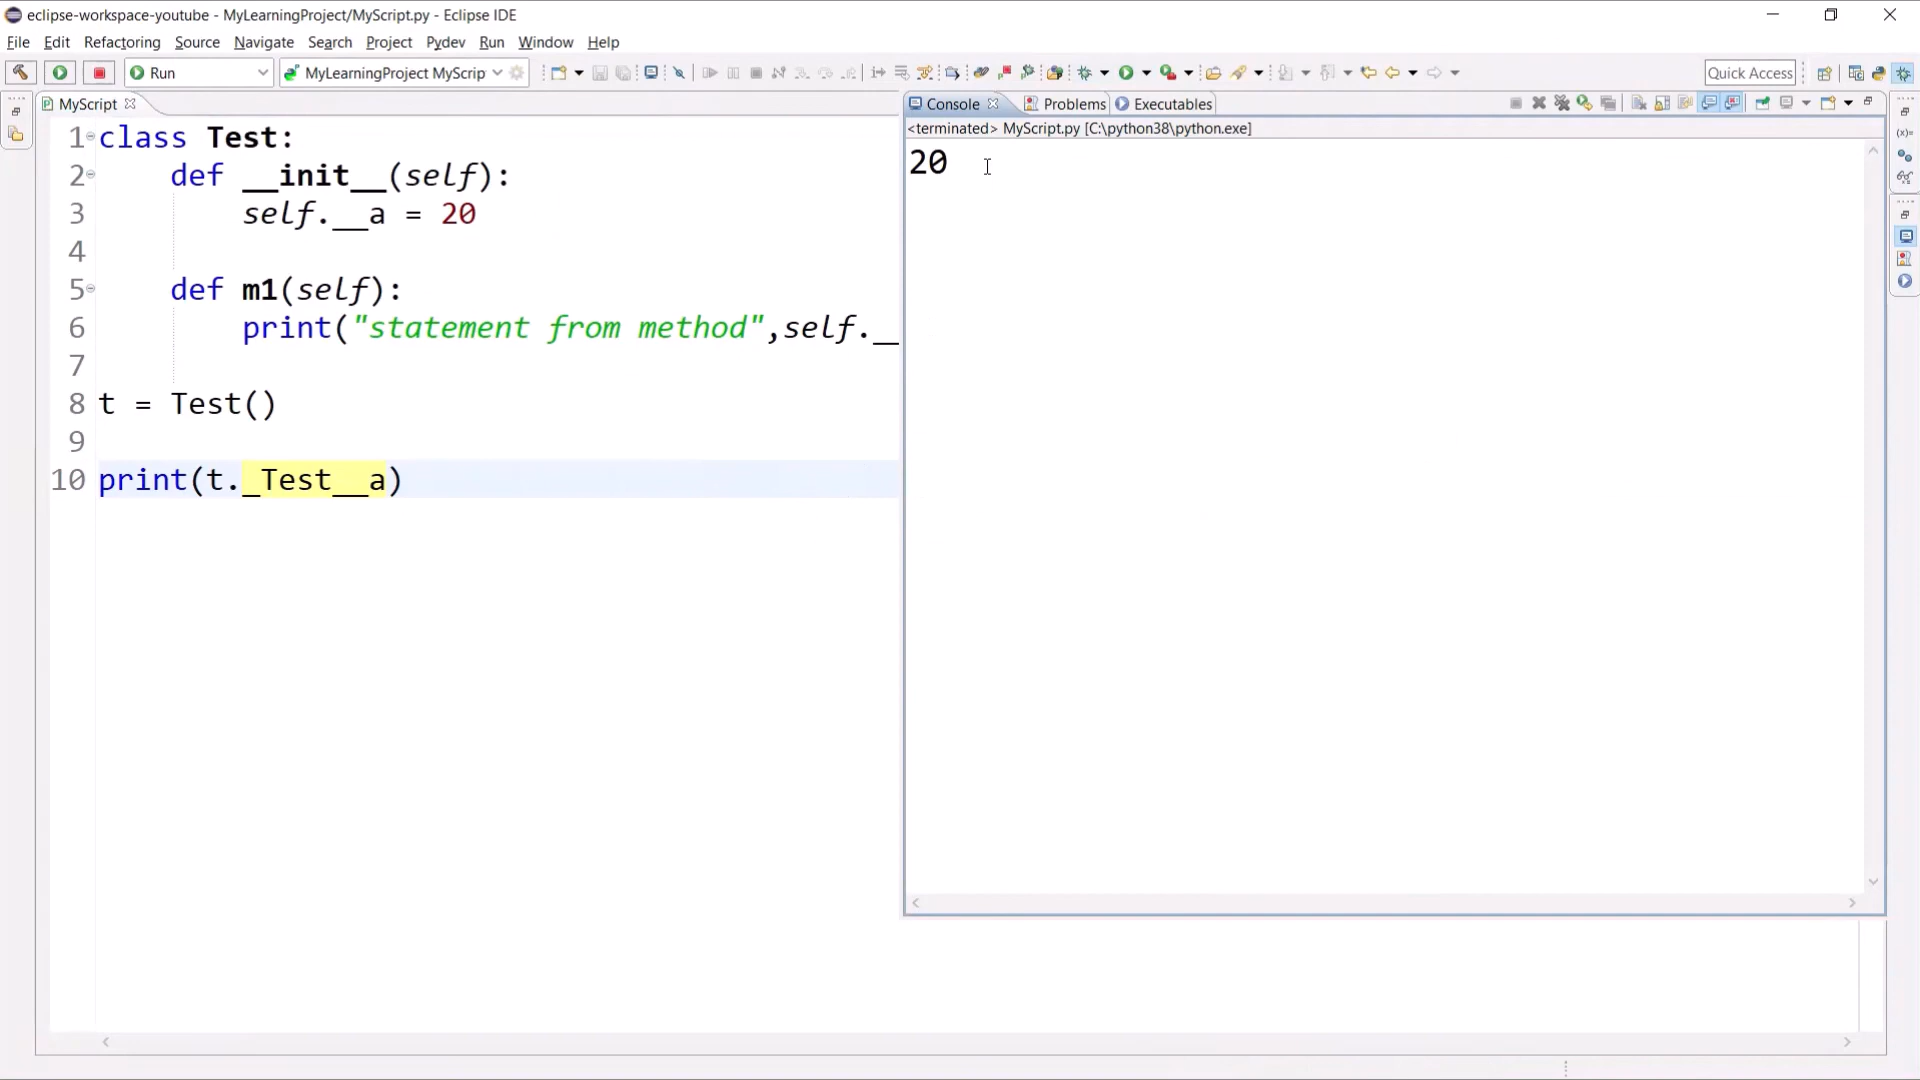 eclipse-workspace-youtube - MyLearningProject/MyScript.py - Eclipse IDE
File Edit Refactoring Source Navigate Search Project Pydev Run Window Help
Run
MyLearningProject MyScrip
Quick Access
MyScript
1 class Test:
2 def __init__(self):
3 self.__a = 20
4
5 def m1(self):
6 print("statement from method",self.__
7
8 t = Test()
9
10 print(t._Test__a)
Console Problems Executables
<terminated> MyScript.py [C:\python38\python.exe]
20